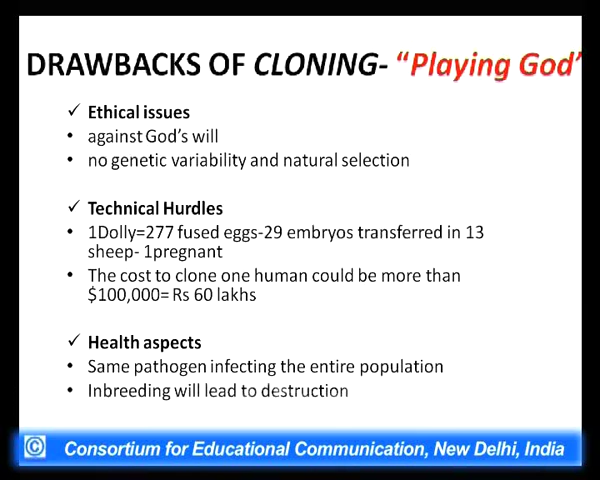 DRAWBACKS OF CLONING- “Playing God’
✓ Ethical issues
• against God’s will
• no genetic variability and natural selection
✓ Technical Hurdles
• 1Dolly=277 fused eggs-29 embryos transferred in 13
sheep- 1pregnant
• The cost to clone one human could be more than
$100,000= Rs 60 lakhs
✓ Health aspects
• Same pathogen infecting the entire population
• Inbreeding will lead to destruction
© Consortium for Educational Communication, New Delhi, India